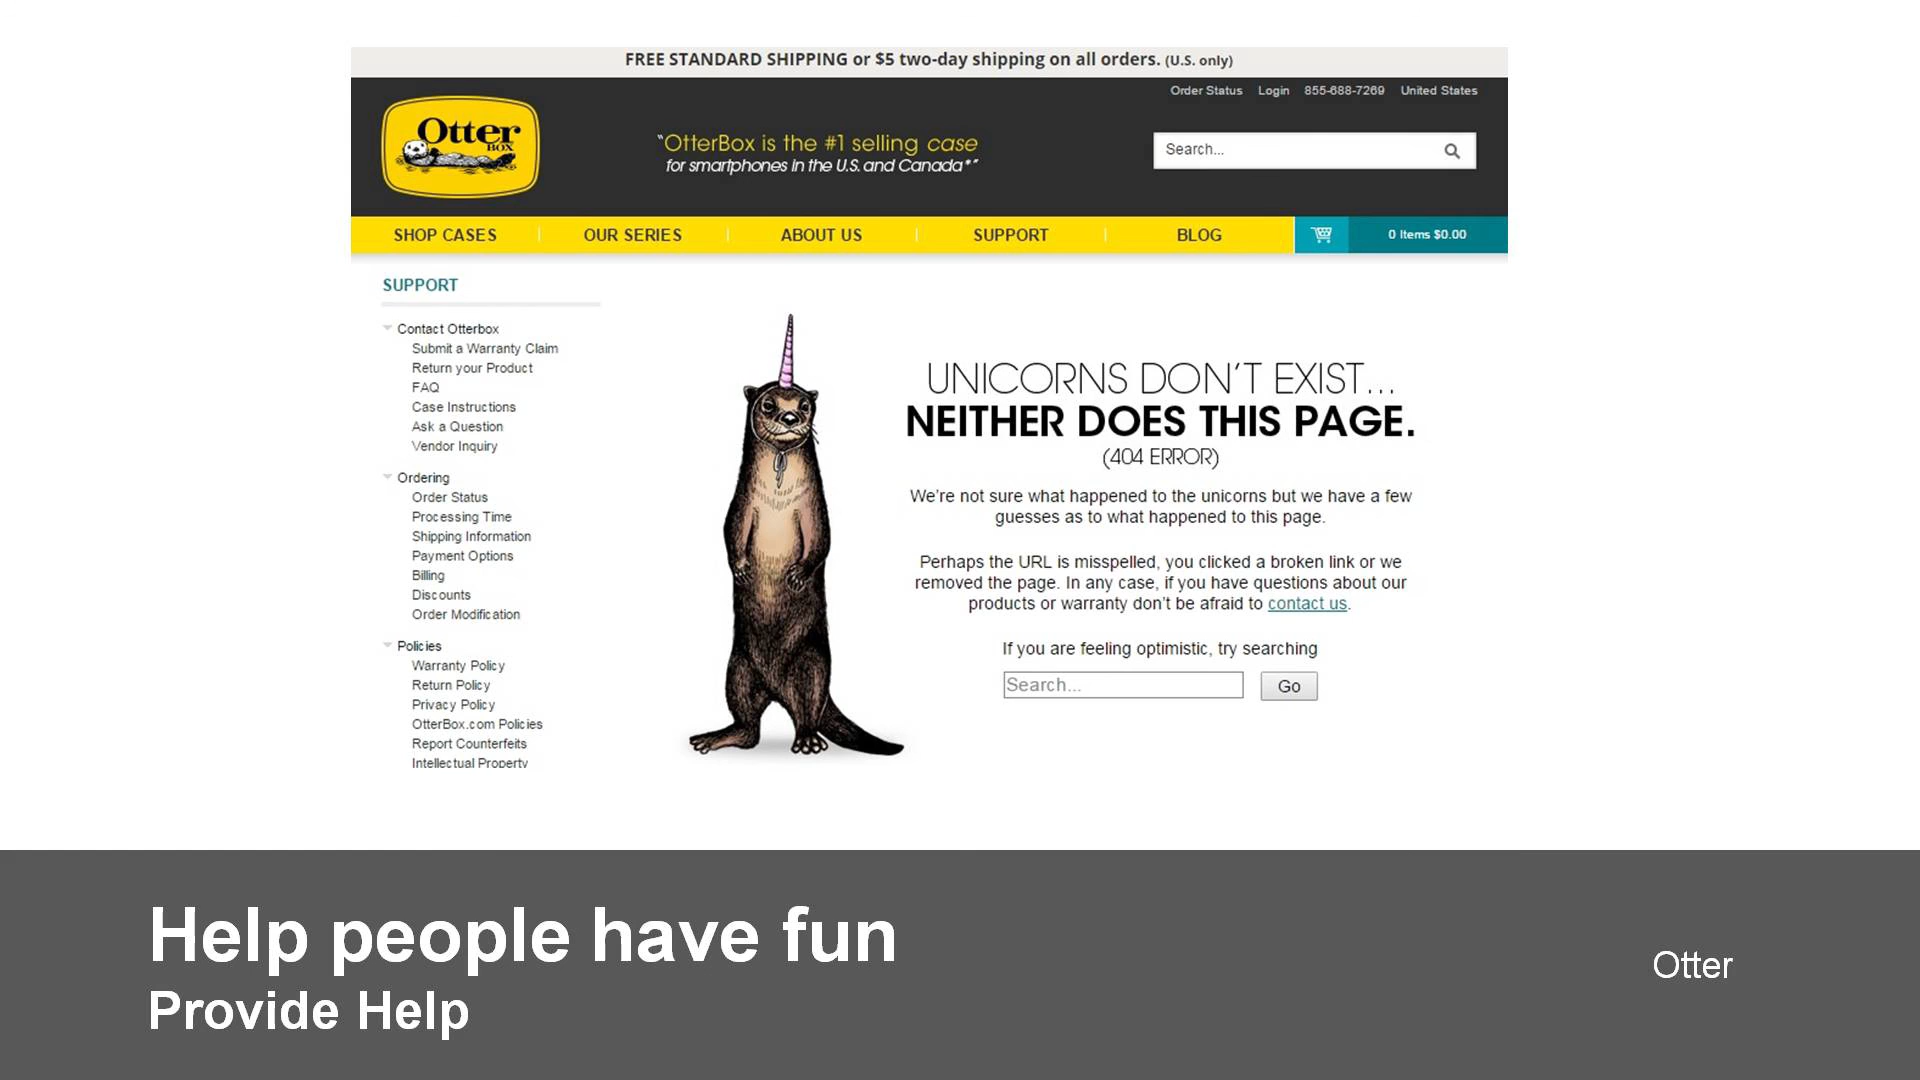 FREE STANDARD SHIPPING or $5 two-day shipping on all orders. (U.S. only)
Order Status Login 855-688-7269 United States
Otter
BOX
“OtterBox is the #1 selling case
for smartphones in the U.S. and Canada*”
Search...
SHOP CASES OUR SERIES ABOUT US SUPPORT BLOG 0 Items $0.00
SUPPORT
Contact Otterbox
Submit a Warranty Claim
Return your Product
FAQ
Case Instructions
Ask a Question
Vendor Inquiry
Ordering
Order Status
Processing Time
Shipping Information
Payment Options
Billing
Discounts
Order Modification
Policies
Warranty Policy
Return Policy
Privacy Policy
OtterBox.com Policies
Report Counterfeits
Intellectual Property
UNICORNS DON’T EXIST...
NEITHER DOES THIS PAGE.
(404 ERROR)
We’re not sure what happened to the unicorns but we have a few
guesses as to what happened to this page.
Perhaps the URL is misspelled, you clicked a broken link or we
removed the page. In any case, if you have questions about our
products or warranty don’t be afraid to contact us.
If you are feeling optimistic, try searching
Search... Go
Help people have fun
Provide Help
Otter